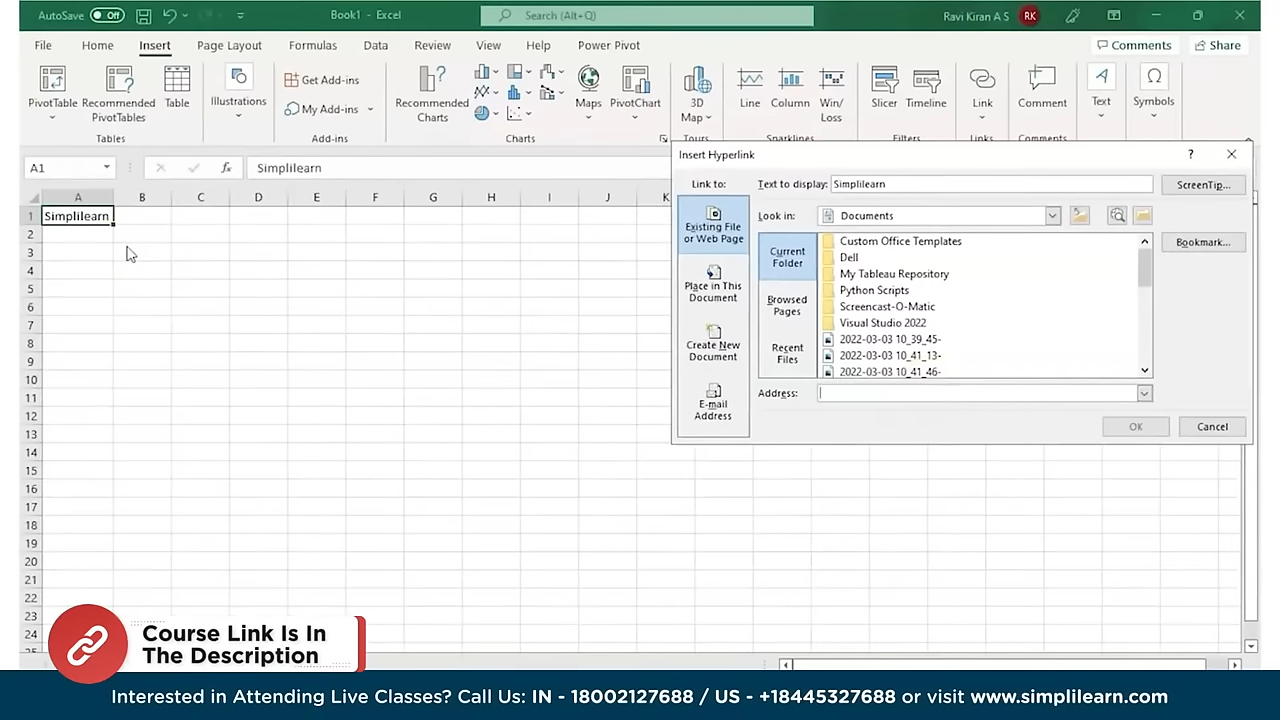 AutoSave Off Book1 - Excel Search (Alt+Q) Ravi Kiran A S RK
File Home Insert Page Layout Formulas Data Review View Help Power Pivot Comments Share
PivotTable Recommended PivotTables Table Illustrations Get Add-ins My Add-ins Recommended Charts Maps PivotChart 3D Map Line Column Win/Loss Slicer Timeline Link Comment Text Symbols
Tables Add-ins Charts Tours Sparklines Filters Links Comments
A1 fx Simplilearn
A B C D E F G H I J K
1 Simplilearn
2
3
4
5
6
7
8
9
10
11
12
13
14
15
16
17
18
19
20
21
22
23
24
25
Insert Hyperlink ?
Link to: Text to display: Simplilearn ScreenTip...
Existing File or Web Page
Place in This Document
Create New Document
E-mail Address
Look in: Documents
Bookmark...
Current Folder
Browsed Pages
Recent Files
Custom Office Templates
Dell
My Tableau Repository
Python Scripts
Screencast-O-Matic
Visual Studio 2022
2022-03-03 10_39_45-
2022-03-03 10_41_13-
2022-03-03 10_41_46-
Address:
OK Cancel
Course Link Is In
The Description
Interested in Attending Live Classes? Call Us: IN - 18002127688 / US - +18445327688 or visit www.simplilearn.com